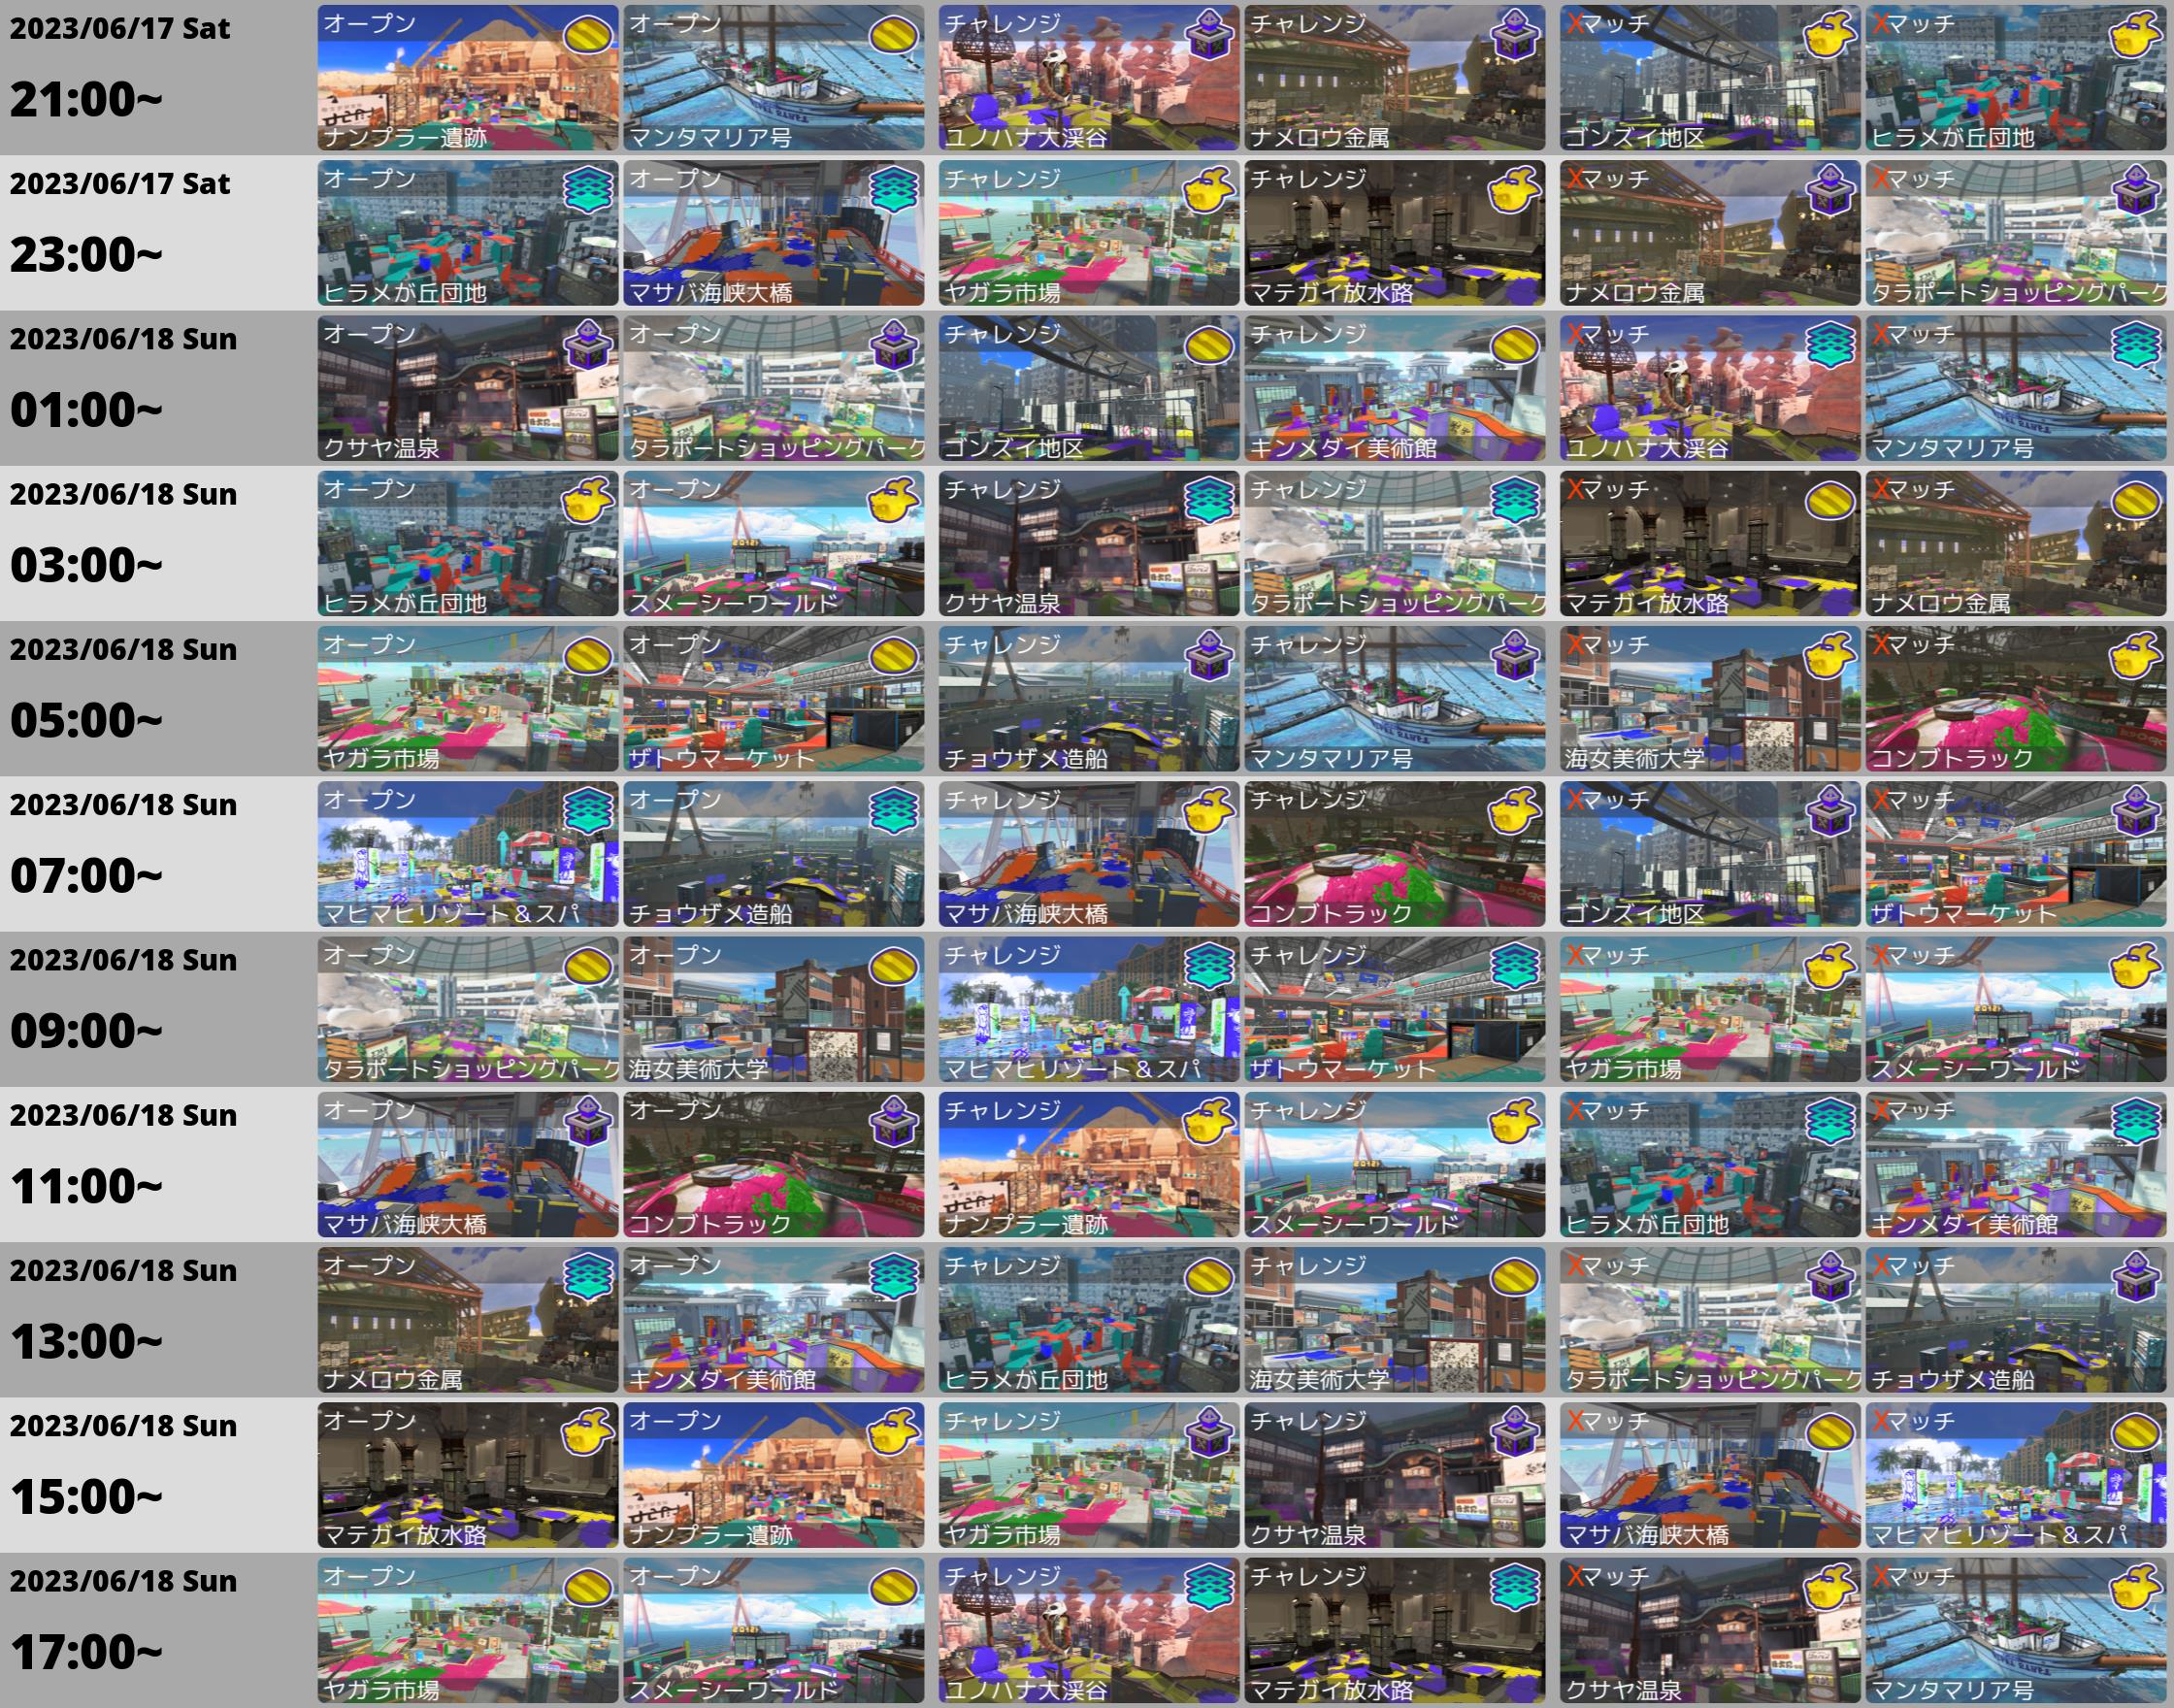 2023/06/17 Sat
21:00~
オープン オープン チャレンジ チャレンジ Xマッチ Xマッチ
ナンプラー遺跡 マンタマリア号 ユノハナ大渓谷 ナメロウ金属 ゴンズイ地区 ヒラメが丘団地
2023/06/17 Sat
23:00~
オープン オープン チャレンジ チャレンジ Xマッチ Xマッチ
ヒラメが丘団地 マサバ海峡大橋 ヤガラ市場 マテガイ放水路 ナメロウ金属 タラポートショッピングパーク
2023/06/18 Sun
01:00~
オープン オープン チャレンジ チャレンジ Xマッチ Xマッチ
クサヤ温泉 タラポートショッピングパーク ゴンズイ地区 キンメダイ美術館 ユノハナ大渓谷 マンタマリア号
2023/06/18 Sun
03:00~
オープン オープン チャレンジ チャレンジ Xマッチ Xマッチ
ヒラメが丘団地 スメーシーワールド クサヤ温泉 タラポートショッピングパーク マテガイ放水路 ナメロウ金属
2023/06/18 Sun
05:00~
オープン オープン チャレンジ チャレンジ Xマッチ Xマッチ
ヤガラ市場 ザトウマーケット チョウザメ造船 マンタマリア号 海女美術大学 コンブトラック
2023/06/18 Sun
07:00~
オープン オープン チャレンジ チャレンジ Xマッチ Xマッチ
マヒマヒリゾート&スパ チョウザメ造船 マサバ海峡大橋 コンブトラック ゴンズイ地区 ザトウマーケット
2023/06/18 Sun
09:00~
オープン オープン チャレンジ チャレンジ Xマッチ Xマッチ
タラポートショッピングパーク 海女美術大学 マヒマヒリゾート&スパ ザトウマーケット ヤガラ市場 スメーシーワールド
2023/06/18 Sun
11:00~
オープン オープン チャレンジ チャレンジ Xマッチ Xマッチ
マサバ海峡大橋 コンブトラック ナンプラー遺跡 スメーシーワールド ヒラメが丘団地 キンメダイ美術館
2023/06/18 Sun
13:00~
オープン オープン チャレンジ チャレンジ Xマッチ Xマッチ
ナメロウ金属 キンメダイ美術館 ヒラメが丘団地 海女美術大学 タラポートショッピングパーク チョウザメ造船
2023/06/18 Sun
15:00~
オープン オープン チャレンジ チャレンジ Xマッチ Xマッチ
マテガイ放水路 ナンプラー遺跡 ヤガラ市場 クサヤ温泉 マサバ海峡大橋 マヒマヒリゾート&スパ
2023/06/18 Sun
17:00~
オープン オープン チャレンジ チャレンジ Xマッチ Xマッチ
ヤガラ市場 スメーシーワールド ユノハナ大渓谷 マテガイ放水路 クサヤ温泉 マンタマリア号